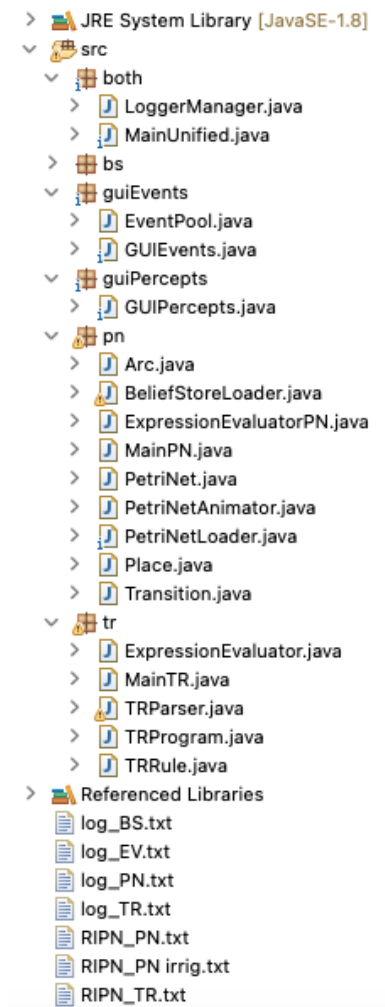 JRE System Library [JavaSE-1.8]
src
both
LoggerManager.java
MainUnified.java
bs
guiEvents
EventPool.java
GUIEvents.java
guiPercepts
GUIPercepts.java
pn
Arc.java
BeliefStoreLoader.java
ExpressionEvaluatorPN.java
MainPN.java
PetriNet.java
PetriNetAnimator.java
PetriNetLoader.java
Place.java
Transition.java
tr
ExpressionEvaluator.java
MainTR.java
TRParser.java
TRProgram.java
TRRule.java
Referenced Libraries
log_BS.txt
log_EV.txt
log_PN.txt
log_TR.txt
RIPN_PN.txt
RIPN_PN irrig.txt
RIPN_TR.txt